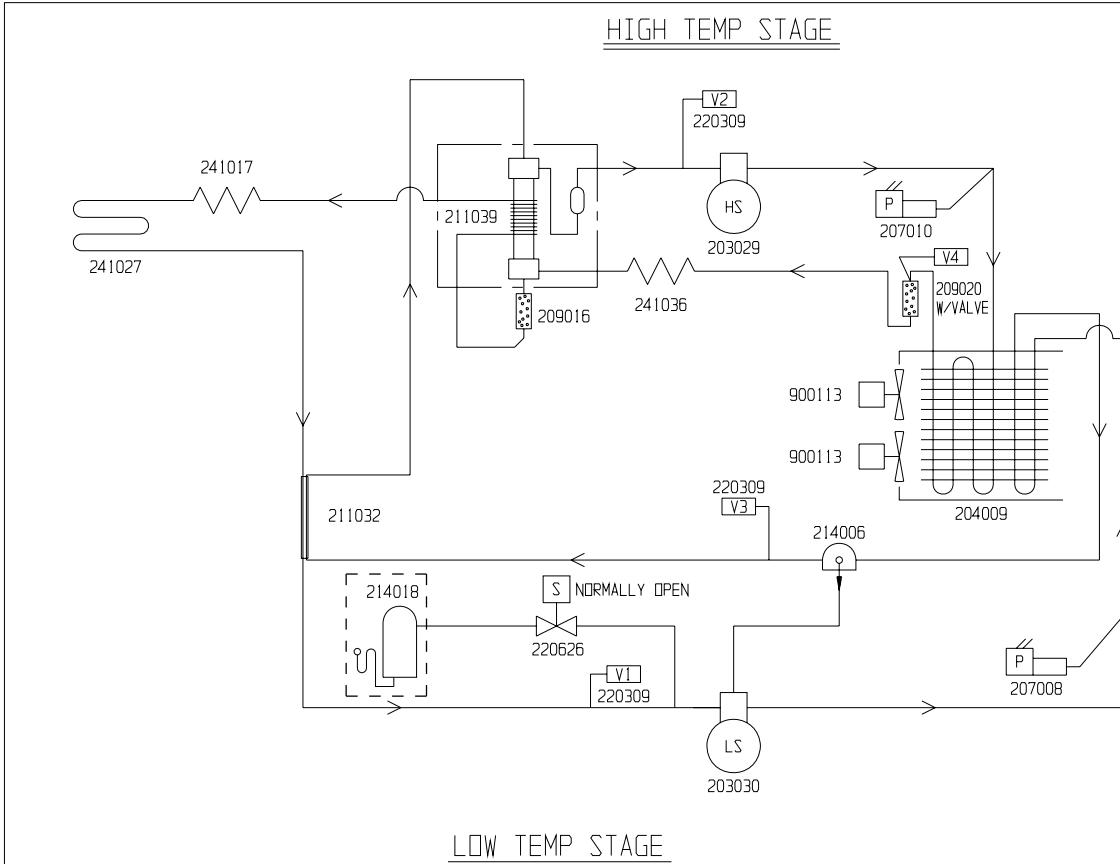 HIGH TEMP STAGE
V2
220309
241017
HS
P
211039
207010
203029
V4
241027
209020
W/VALVE
241036
209016
900113
900113
220309
V3
204009
211032
214006
214018
S NORMALLY OPEN
220626
P
V1
207008
220309
LS
203030
LOW TEMP STAGE